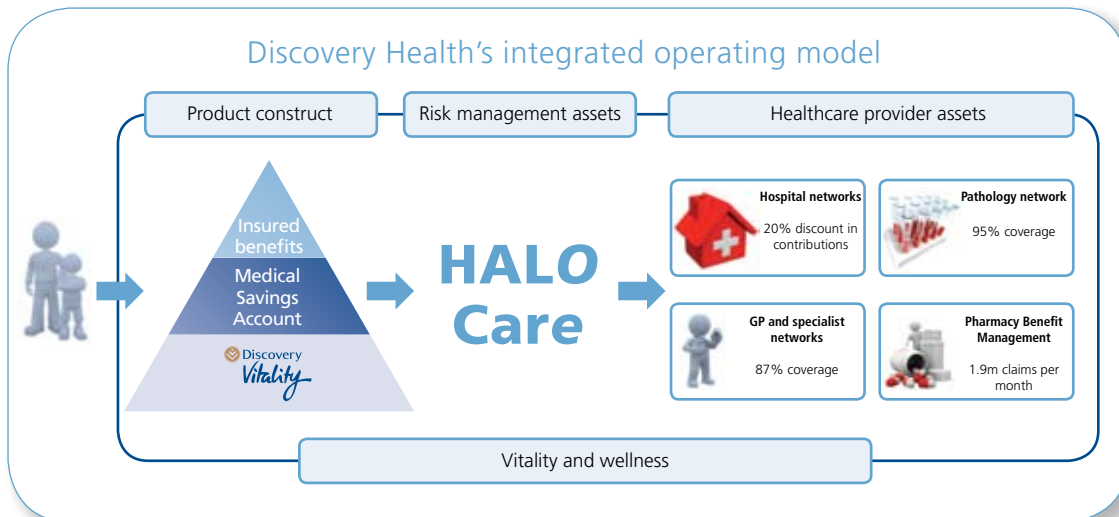 Discovery Health's integrated operating model
Product construct
Risk management assets
Healthcare provider assets
Insured
benefits
Medical
Savings
Account
Discovery
Vitality
HALO
Care
Hospital networks
20% discount in
contributions
Pathology network
95% coverage
GP and specialist
networks
87% coverage
Pharmacy Benefit
Management
1.9m claims per
month
Vitality and wellness